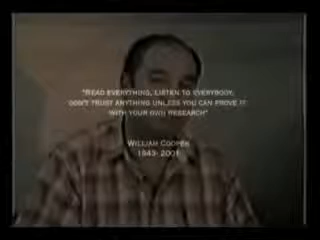 "Read everything, listen to everybody,
don't trust anything unless you can prove it
with your own research"
William Cooper
1943- 2001